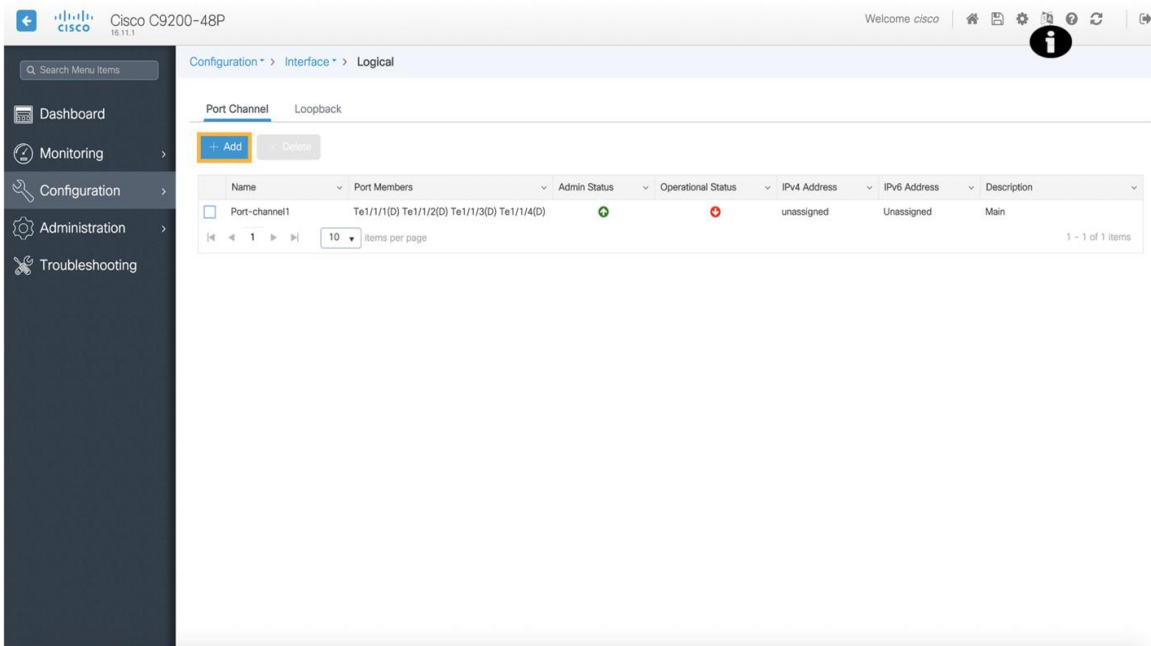 CISCO Cisco C9200-48P Welcome cisco
16.11.1
Search Menu Items
Configuration > Interface > Logical
Dashboard
Monitoring
Configuration
Administration
Troubleshooting
Port Channel Loopback
+ Add × Delete
Name Port Members Admin Status Operational Status IPv4 Address IPv6 Address Description
Port-channel1 Te1/1/1(D) Te1/1/2(D) Te1/1/3(D) Te1/1/4(D) unassigned Unassigned Main
1 10 items per page 1 - 1 of 1 items